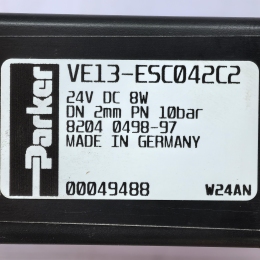 Parker
VE13-ESC042C2
24V DC 8W
DN 2mm PN 10bar
8204 0498-97
MADE IN GERMANY
00049488 W24AN